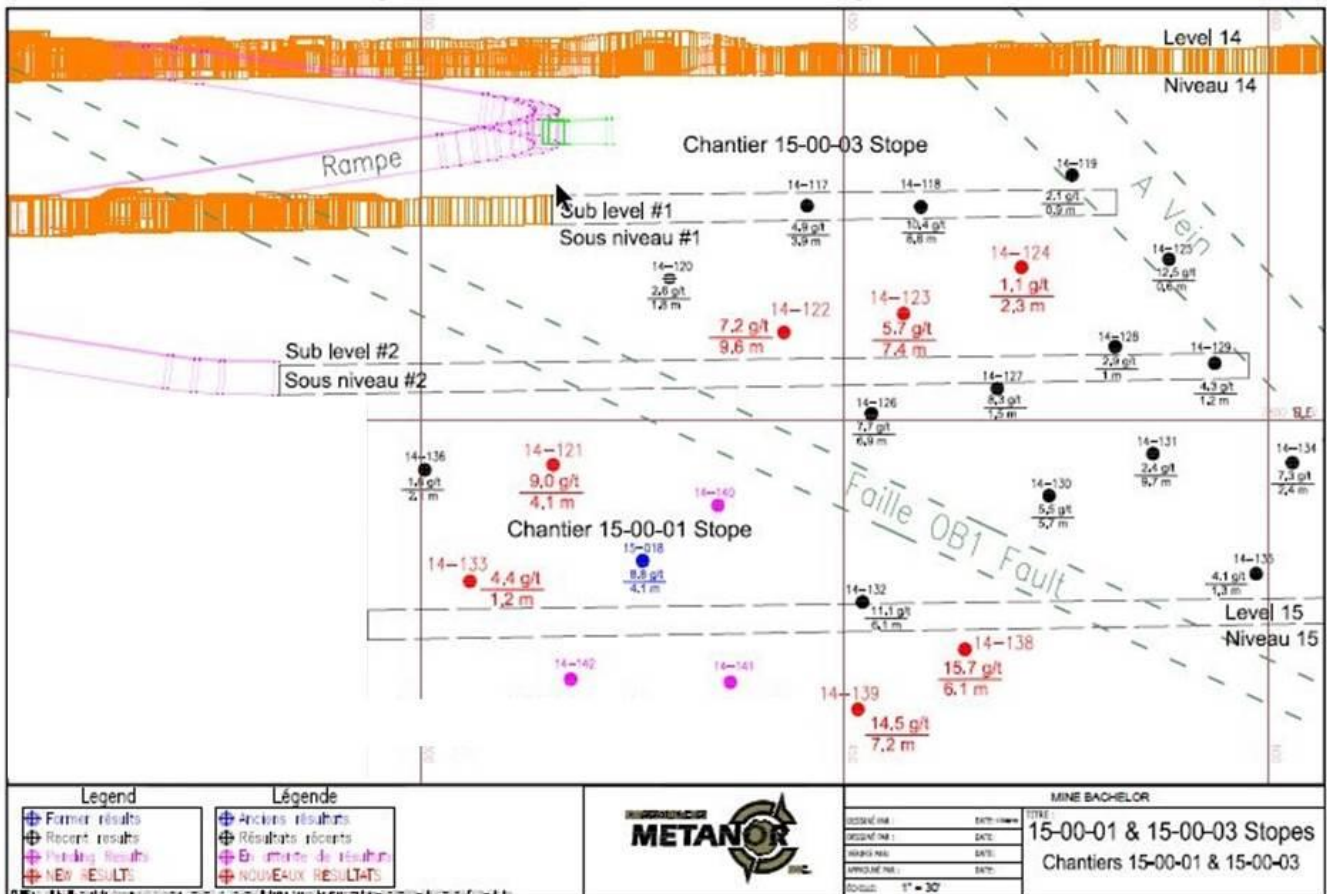 Level 14
Niveau 14
Chantier 15-00-03 Stope
Rampe
A Vein
14-117
4,9 g/t
3,9 m
14-118
10,4 g/t
14-119
2,1 g/t
0,9 m
Sub level #1
Sous niveau #1
14-120
2,6 g/t
1,8 m
14-124
1,1 g/t
2,3 m
12,5 g/t
0,6 m
14-122
7,2 g/t
9,6 m
14-123
5,7 g/t
7,4 m
Sub level #2
Sous niveau #2
14-128
2,9 g/t
1 m
14-129
4,3 g/t
1,2 m
14-127
8,3 g/t
1,5 m
14-126
7,7 g/t
6,9 m
14-136
14-121
9,0 g/t
4,1 m
14-140
14-131
2,4 g/t
9,7 m
14-134
7,3 g/t
2,4 m
14-130
5,5 g/t
5,7 m
Chantier 15-00-01 Stope
Faille OB1 Fault
15-018
8,8 g/t
4,1 m
14-133
4,4 g/t
1,2 m
14-132
11,1 g/t
6,1 m
4,1 g/t
1,3 m
Level 15
Niveau 15
14-138
15,7 g/t
6,1 m
14-142
14-141
14-139
14,5 g/t
7,2 m
Legend
Former results
Recent results
Pending Results
NEW RESULTS
Légende
Anciens résultats
Résultats récents
En attente de résultats
NOUVEAUX RESULTATS
METANOR
INC.
MINE BACHELOR
TITRE :
15-00-01 & 15-00-03 Stopes
Chantiers 15-00-01 & 15-00-03
1" = 30'